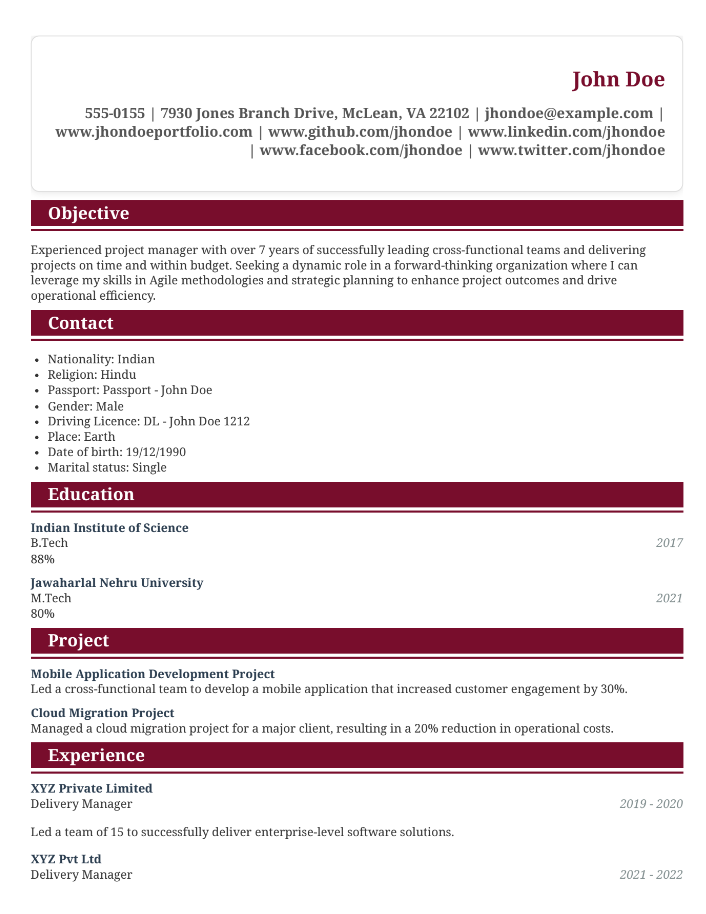 John Doe
555-0155 | 7930 Jones Branch Drive, McLean, VA 22102 | jhondoe@example.com |
www.jhondoeportfolio.com | www.github.com/jhondoe | www.linkedin.com/jhondoe
| www.facebook.com/jhondoe | www.twitter.com/jhondoe
Objective
Experienced project manager with over 7 years of successfully leading cross-functional teams and delivering
projects on time and within budget. Seeking a dynamic role in a forward-thinking organization where I can
leverage my skills in Agile methodologies and strategic planning to enhance project outcomes and drive
operational efficiency.
Contact
• Nationality: Indian
• Religion: Hindu
• Passport: Passport - John Doe
• Gender: Male
• Driving Licence: DL - John Doe 1212
• Place: Earth
• Date of birth: 19/12/1990
• Marital status: Single
Education
Indian Institute of Science
B.Tech 2017
88%
Jawaharlal Nehru University
M.Tech 2021
80%
Project
Mobile Application Development Project
Led a cross-functional team to develop a mobile application that increased customer engagement by 30%.
Cloud Migration Project
Managed a cloud migration project for a major client, resulting in a 20% reduction in operational costs.
Experience
XYZ Private Limited
Delivery Manager 2019 - 2020
Led a team of 15 to successfully deliver enterprise-level software solutions.
XYZ Pvt Ltd
Delivery Manager 2021 - 2022